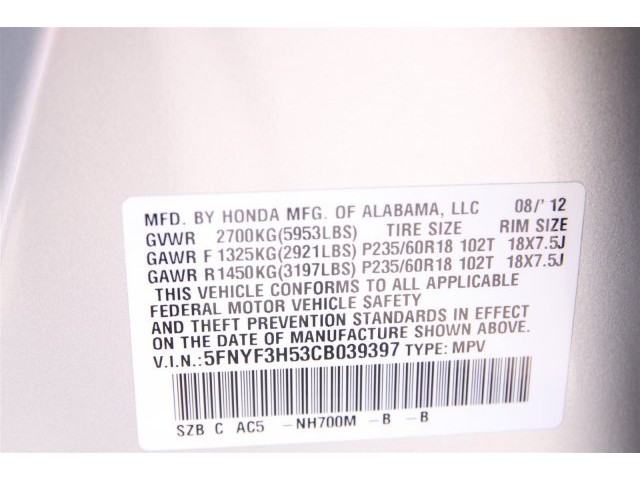 MFD. BY HONDA MFG. OF ALABAMA, LLC 08/'12
GVWR 2700KG(5953LBS) TIRE SIZE RIM SIZE
GAWR F 1325KG(2921LBS) P235/60R18 102T 18X7.5J
GAWR R1450KG(3197LBS) P235/60R18 102T 18X7.5J
THIS VEHICLE CONFORMS TO ALL APPLICABLE
FEDERAL MOTOR VEHICLE SAFETY
AND THEFT PREVENTION STANDARDS IN EFFECT
ON THE DATE OF MANUFACTURE SHOWN ABOVE.
V.I.N.:5FNYF3H53CB039397 TYPE: MPV
SZB C AC5 -NH700M -B -B